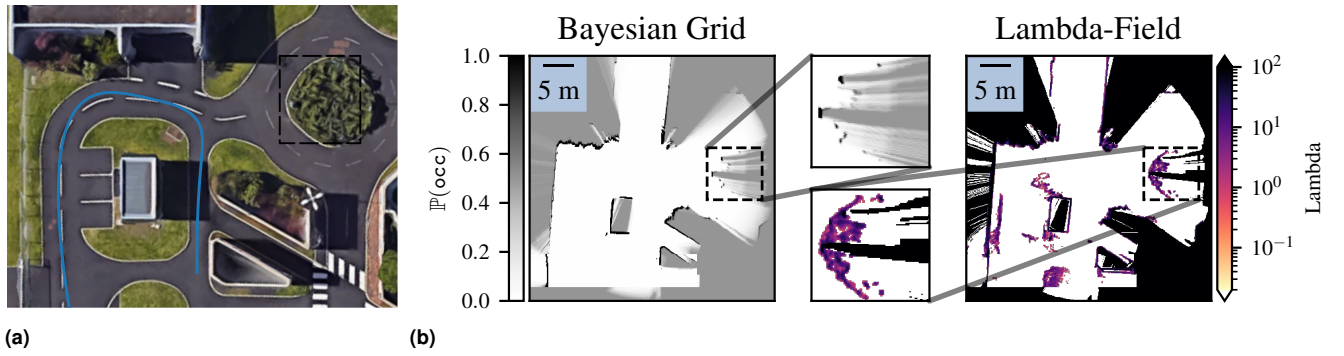 Bayesian Grid
Lambda-Field
1.0
0.8
0.6
0.4
0.2
0.0
ℙ(occ)
5 m
5 m
10²
10¹
10⁰
10⁻¹
Lambda
(a)
(b)